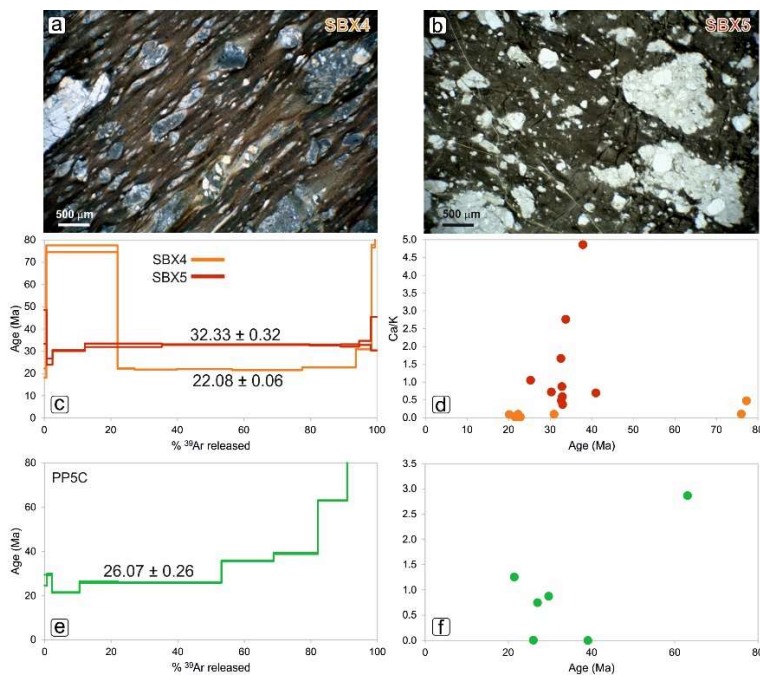 a
SBX4
500 µm
b
SBX5
500 µm
80
70
60
50
40
30
20
10
0
Age (Ma)
SBX4
SBX5
32.33 ± 0.32
22.08 ± 0.06
c
0 20 40 60 80 100
% ³⁹Ar released
5.0
4.5
4.0
3.5
3.0
2.5
2.0
1.5
1.0
0.5
0.0
Ca/K
d
0 10 20 30 40 50 60 70 80
Age (Ma)
80
60
40
20
0
Age (Ma)
PP5C
26.07 ± 0.26
e
0 20 40 60 80 100
% ³⁹Ar released
3.5
3.0
2.5
2.0
1.5
1.0
0.5
0.0
f
0 20 40 60 80
Age (Ma)